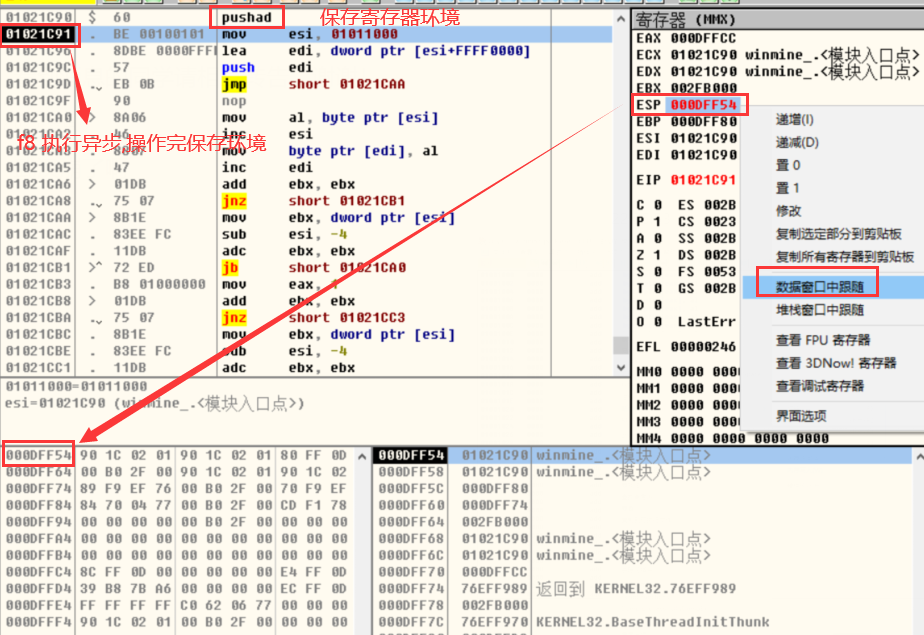 01021C90 $ 60 pushad 保存寄存器环境
01021C91 . BE 00100101 mov esi, 01011000
01021C96 . 8DBE 0000FFFF lea edi, dword ptr [esi+FFFF0000]
01021C9C . 57 push edi
01021C9D .⌄ EB 0B jmp short 01021CAA
01021C9F 90 nop
01021CA0 > 8A06 mov al, byte ptr [esi]
01021CA2 . 46 inc esi
f8 执行异步 操作完保存环境
01021CA3 . 8807 mov byte ptr [edi], al
01021CA5 . 47 inc edi
01021CA6 > 01DB add ebx, ebx
01021CA8 .⌄ 75 07 jnz short 01021CB1
01021CAA > 8B1E mov ebx, dword ptr [esi]
01021CAC . 83EE FC sub esi, -4
01021CAF . 11DB adc ebx, ebx
01021CB1 >^ 72 ED jb short 01021CA0
01021CB3 . B8 01000000 mov eax,
01021CB8 > 01DB add ebx, ebx
01021CBA .⌄ 75 07 jnz short 01021CC3
01021CBC . 8B1E mov ebx, dword ptr [esi]
01021CBE . 83EE FC sub esi, -4
01021CC1 . 11DB adc ebx, ebx
01011000=01011000
esi=01021C90 (winmine_.<模块入口点>)
寄存器 (MMX)
EAX 000DFFCC
ECX 01021C90 winmine_.<模块入口点>
EDX 01021C90 winmine_.<模块入口点>
EBX 002FB000
ESP 000DFF54
EBP 000DFF80
ESI 01021C90
EDI 01021C90
EIP 01021C91
C 0 ES 002B
P 1 CS 0023
A 0 SS 002B
Z 1 DS 002B
S 0 FS 0053
T 0 GS 002B
D 0
O 0 LastErr
EFL 00000246
MM0 0000
MM1 0000
MM2 0000
MM3 0000
MM4 0000 0000 0000 0000
递增(I)
递减(D)
置 0
置 1
修改
复制选定部分到剪贴板
复制所有寄存器到剪贴板
数据窗口中跟随
堆栈窗口中跟随
查看 FPU 寄存器
查看 3DNow! 寄存器
查看调试寄存器
界面选项
000DFF54 90 1C 02 01 90 1C 02 01 80 FF 0D
000DFF64 00 B0 2F 00 90 1C 02 01 90 1C 02
000DFF74 89 F9 EF 76 00 B0 2F 00 70 F9 EF
000DFF84 84 70 04 77 00 B0 2F 00 CD F1 78
000DFF94 00 00 00 00 00 B0 2F 00 00 00 00
000DFFA4 00 00 00 00 00 00 00 00 00 00 00
000DFFB4 00 00 00 00 00 00 00 00 00 00 00
000DFFC4 8C FF 0D 00 00 00 00 00 E4 FF 0D
000DFFD4 39 B8 7B A6 00 00 00 00 EC FF 0D
000DFFE4 FF FF FF FF C0 62 06 77 00 00 00
000DFFF4 90 1C 02 01 00 B0 2F 00 00 00 00
000DFF54 01021C90 winmine_.<模块入口点>
000DFF58 01021C90 winmine_.<模块入口点>
000DFF5C 000DFF80
000DFF60 000DFF74
000DFF64 002FB000
000DFF68 01021C90 winmine_.<模块入口点>
000DFF6C 01021C90 winmine_.<模块入口点>
000DFF70 000DFFCC
000DFF74 76EFF989 返回到 KERNEL32.76EFF989
000DFF78 002FB000
000DFF7C 76EFF970 KERNEL32.BaseThreadInitThunk